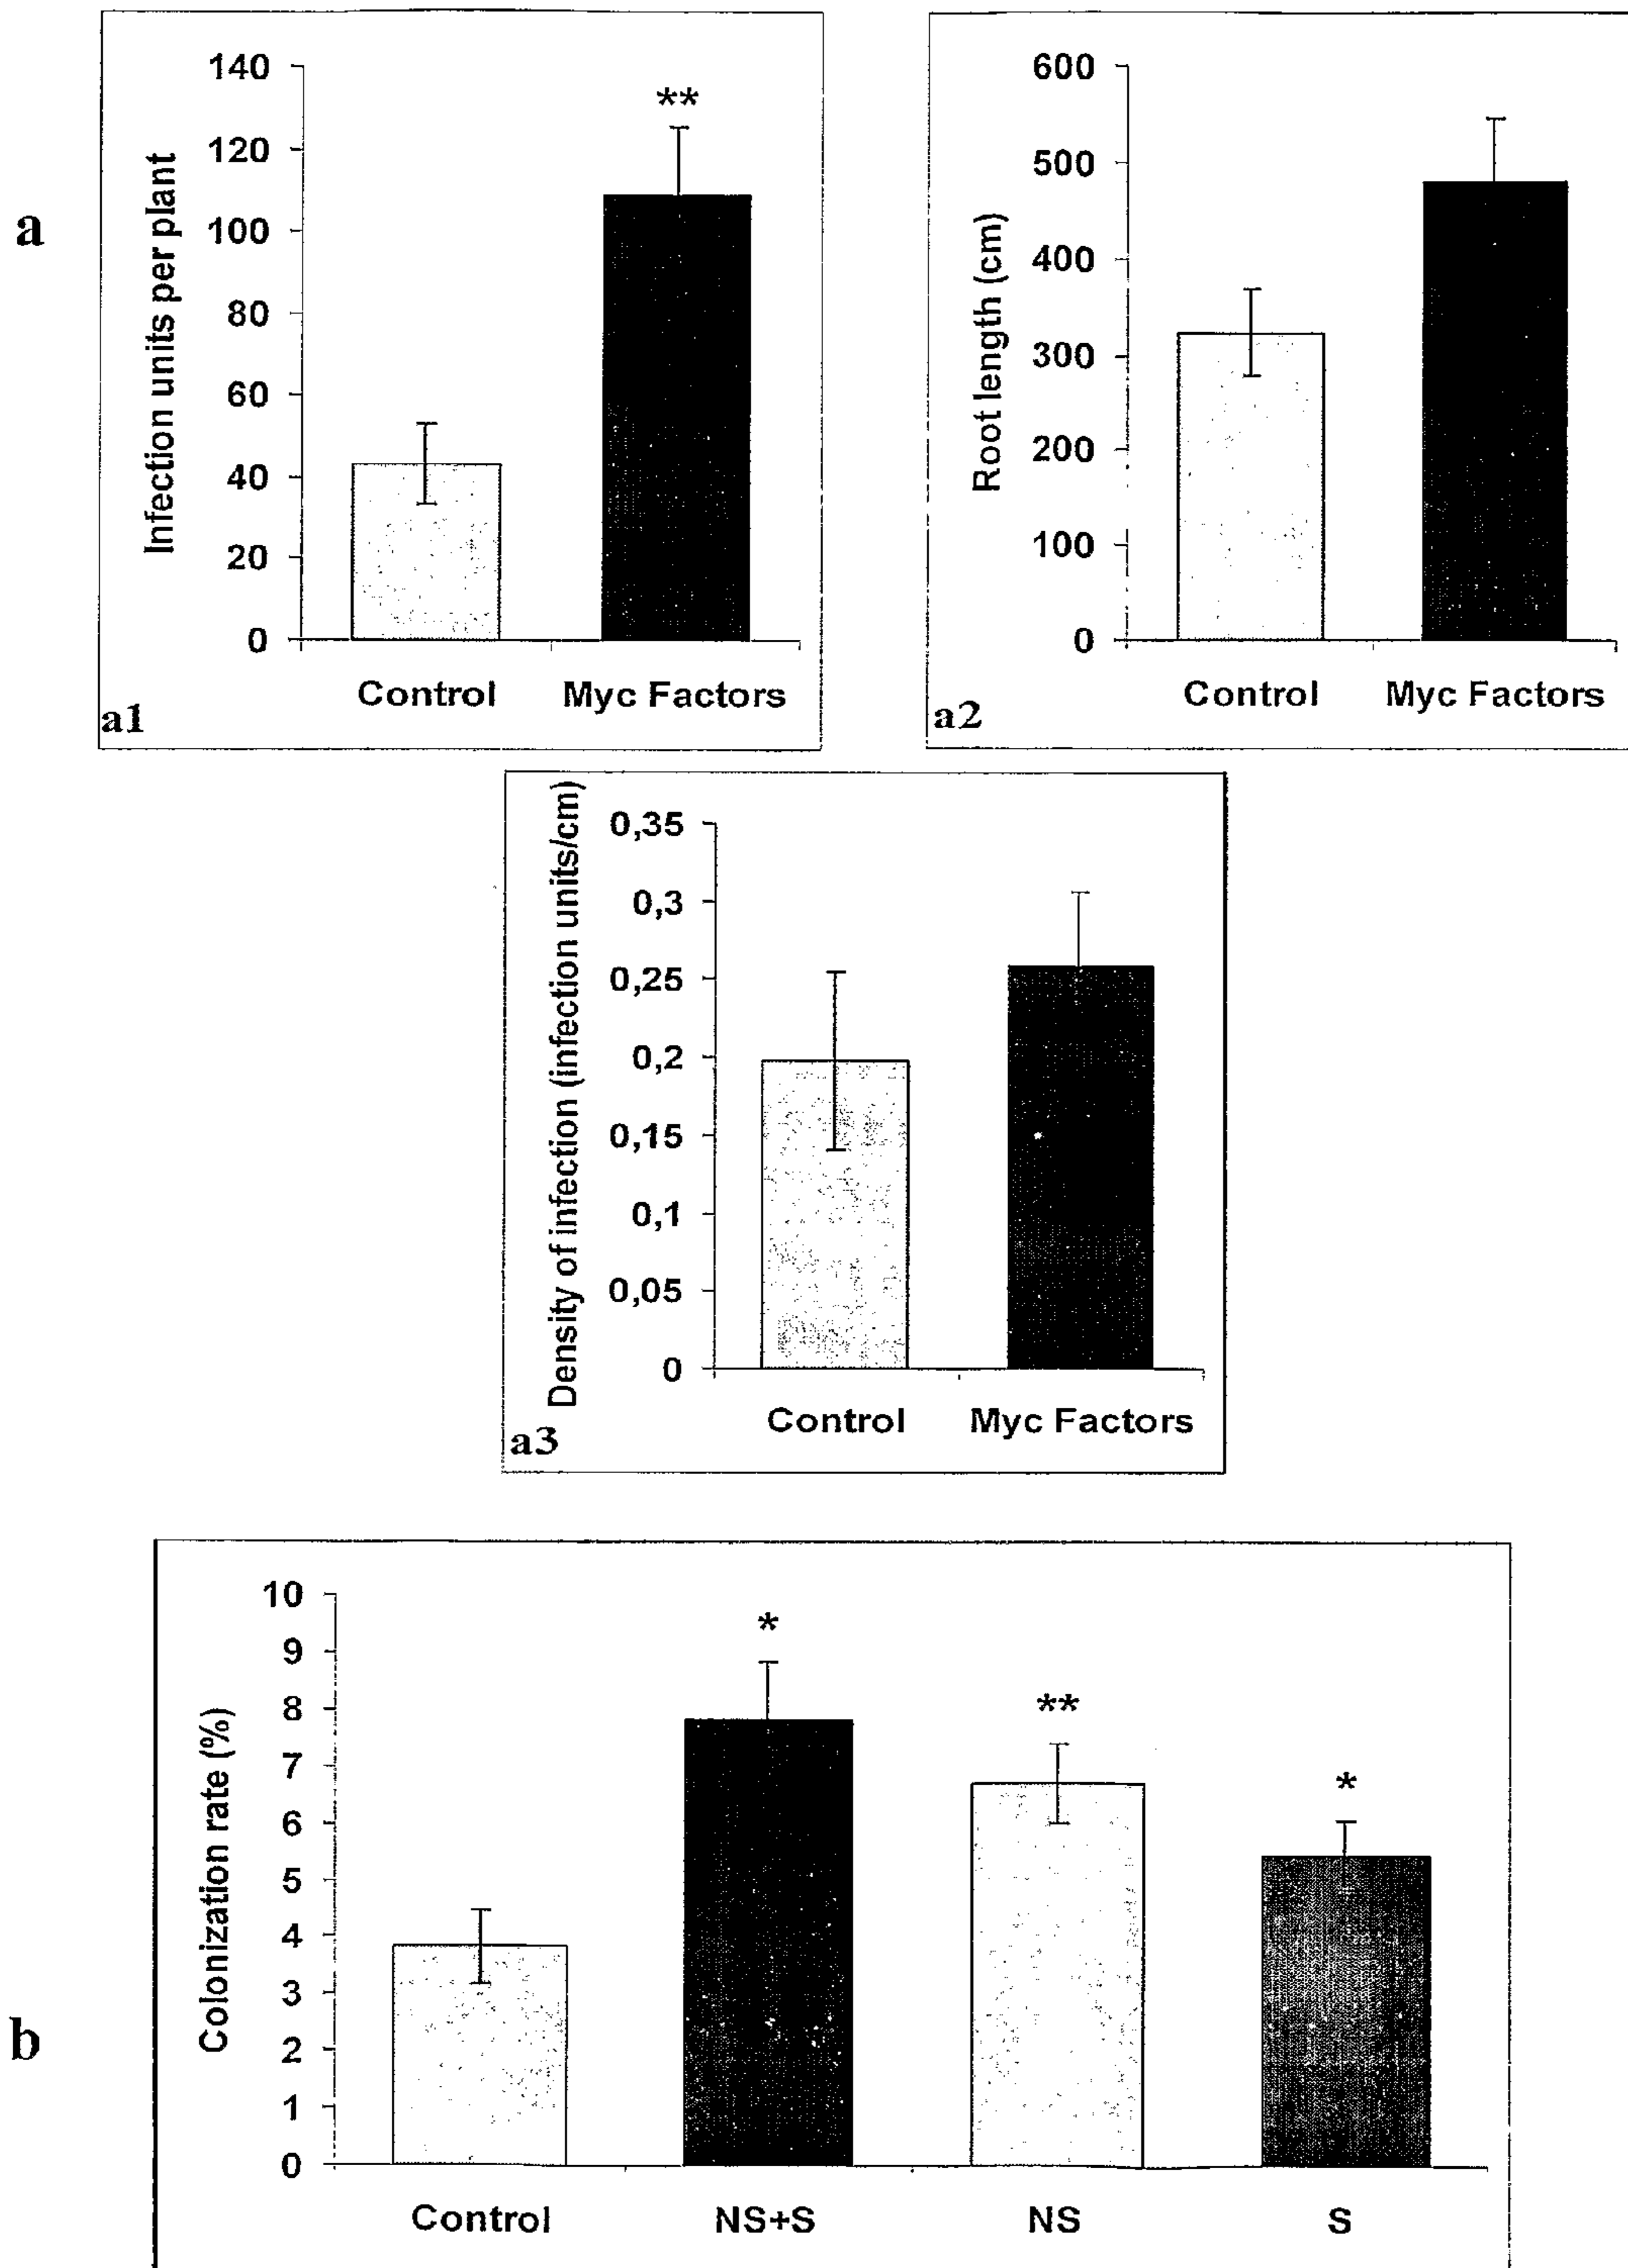 a
Infection units per plant
140
120
100
80
60
40
20
0
**
Control Myc Factors
a1
Root length (cm)
600
500
400
300
200
100
0
Control Myc Factors
a2
Density of infection (infection units/cm)
0,35
0,3
0,25
0,2
0,15
0,1
0,05
0
Control Myc Factors
a3
b
Colonization rate (%)
10
9
8
7
6
5
4
3
2
1
0
*
**
*
Control NS+S NS S